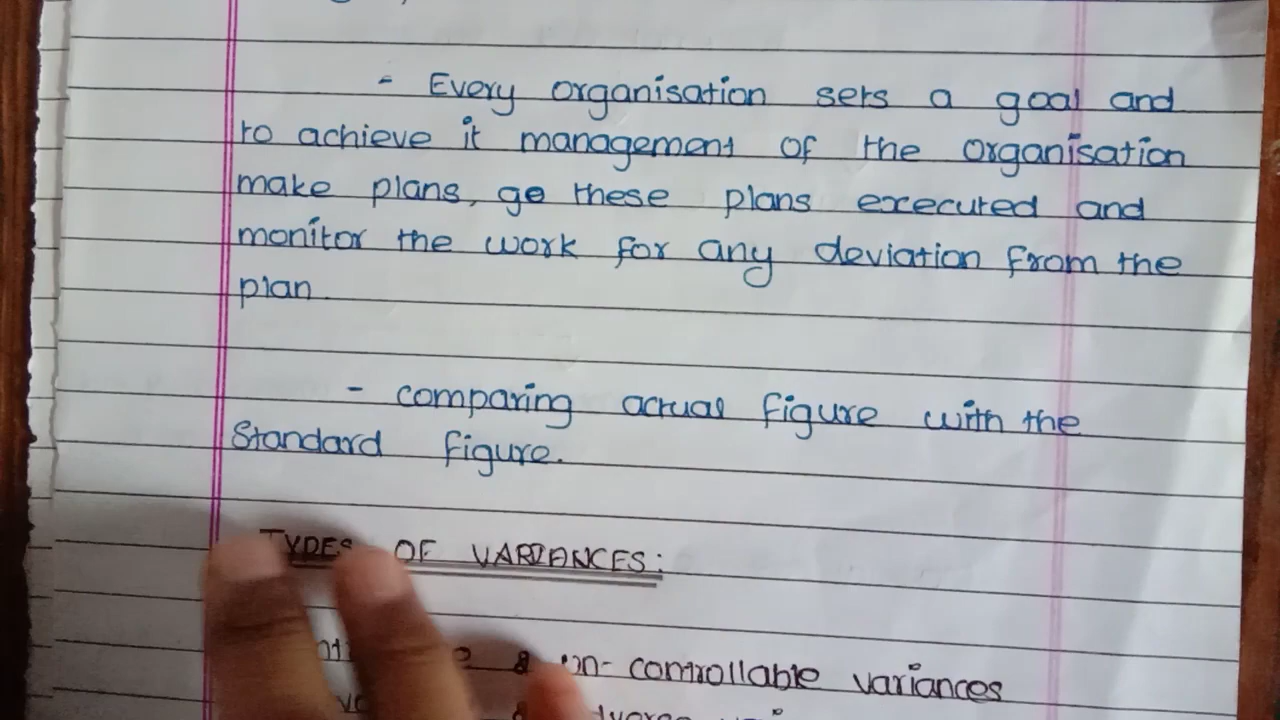 - Every organisation sets a goal and
to achieve it management of the organisation
make plans, ge these plans executed and
monitor the work for any deviation from the
plan
- comparing actual figure with the
Standard figure.
TYPES OF VARIANCES:
& controllable variances
&